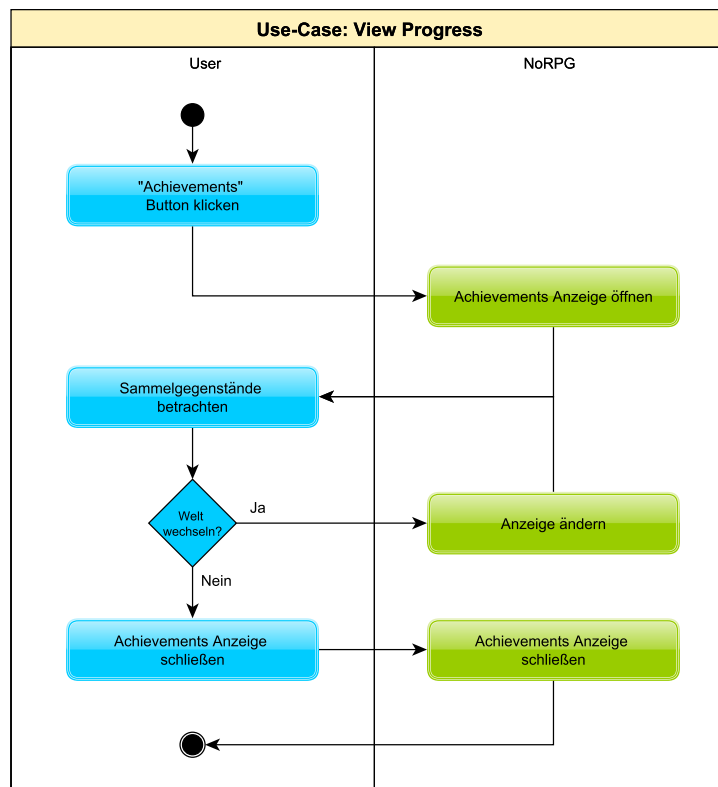 Use-Case: View Progress
User
NoRPG
"Achievements"
Button klicken
Achievements Anzeige öffnen
Sammelgegenstände
betrachten
Welt
wechseln?
Ja
Anzeige ändern
Nein
Achievements Anzeige
schließen
Achievements Anzeige
schließen